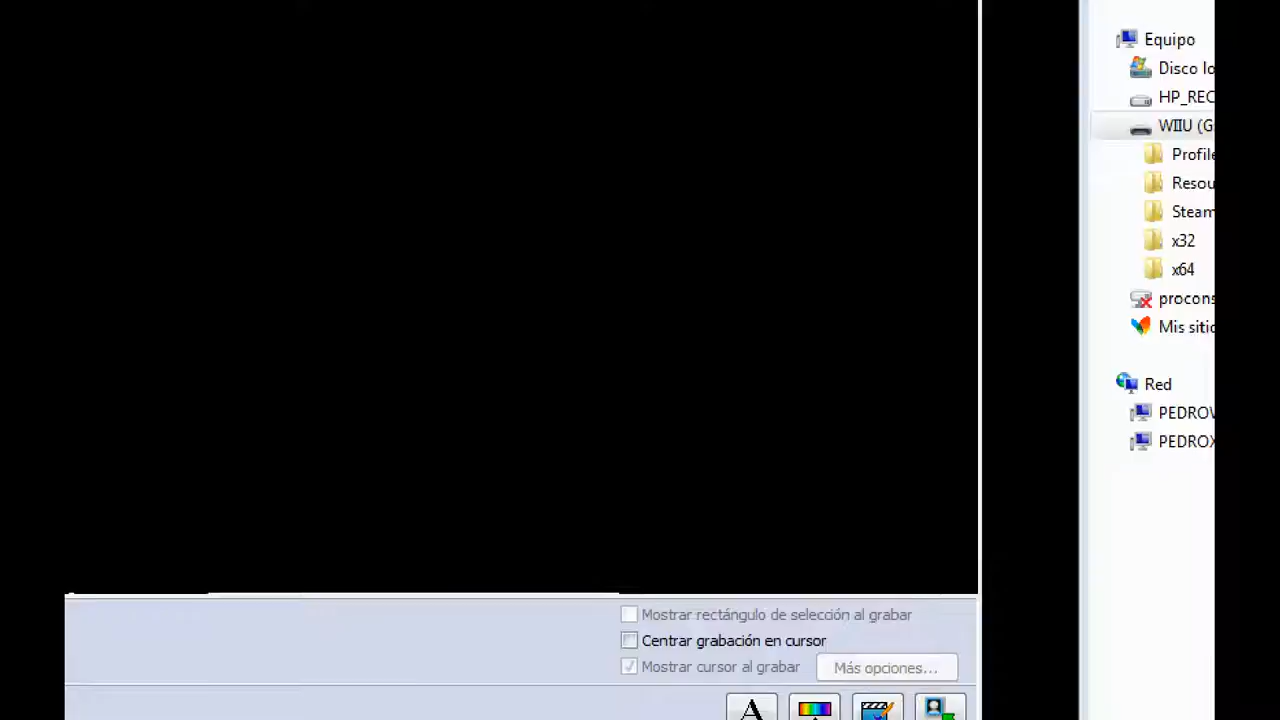 Equipo
Disco lo
HP_REC
WIIU (G
Profile
Resou
Steam
x32
x64
procons
Mis sitio
Red
PEDROV
PEDROX
Mostrar rectángulo de selección al grabar
Centrar grabación en cursor
Mostrar cursor al grabar
Más opciones...
A